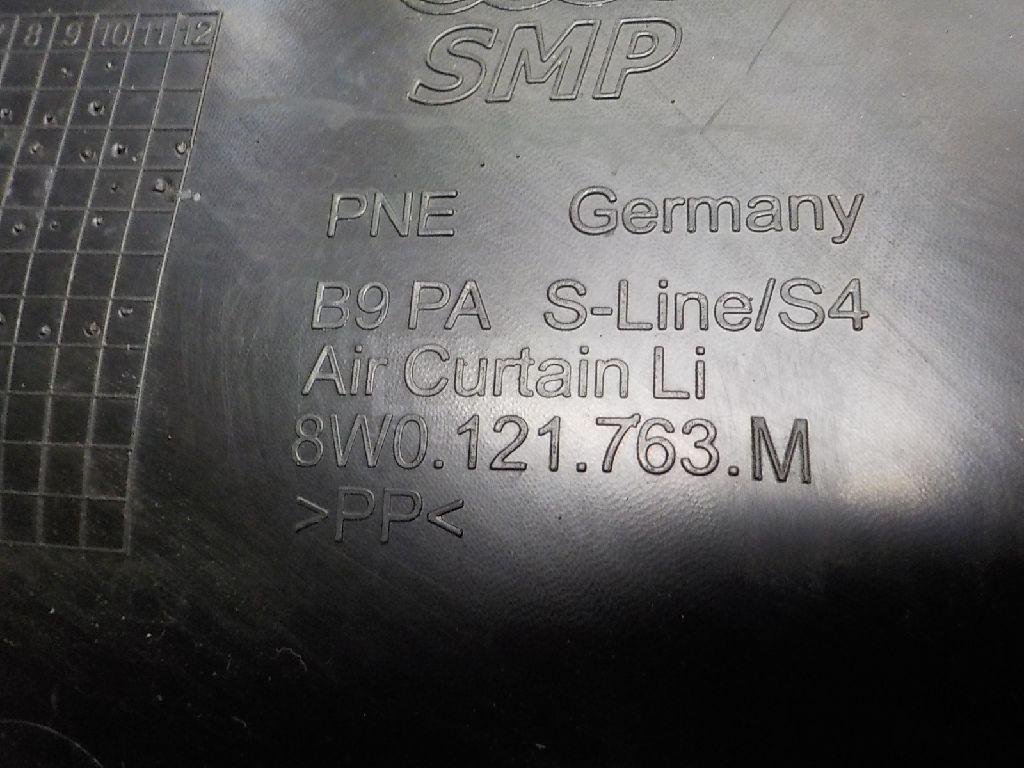 8 9 10 11 12
SMP
PNE Germany
B9 PA S-Line/S4
Air Curtain Li
8W0.121.763.M
>PP<